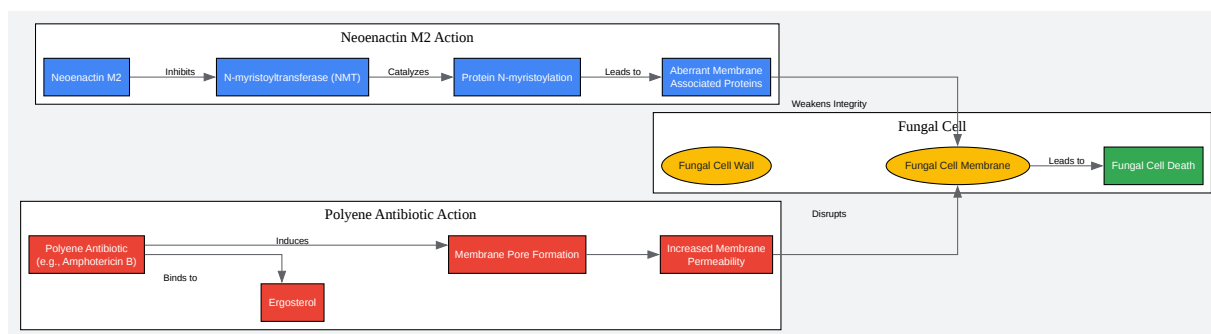 Neoenactin M2 Action
Neoenactin M2
Inhibits
N-myristoyltransferase (NMT)
Catalyzes
Protein N-myristoylation
Leads to
Aberrant Membrane
Associated Proteins
Weakens Integrity
Fungal Cell
Fungal Cell Wall
Fungal Cell Membrane
Leads to
Fungal Cell Death
Polyene Antibiotic Action
Disrupts
Polyene Antibiotic
(e.g., Amphotericin B)
Induces
Membrane Pore Formation
Increased Membrane
Permeability
Binds to
Ergosterol